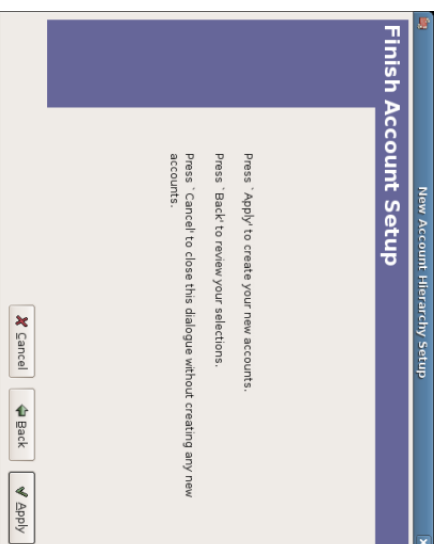 New Account Hierarchy Setup
Finish Account Setup
Press `Apply' to create your new accounts.
Press `Back' to review your selections.
Press `Cancel' to close this dialogue without creating any new
accounts.
Cancel
Back
Apply